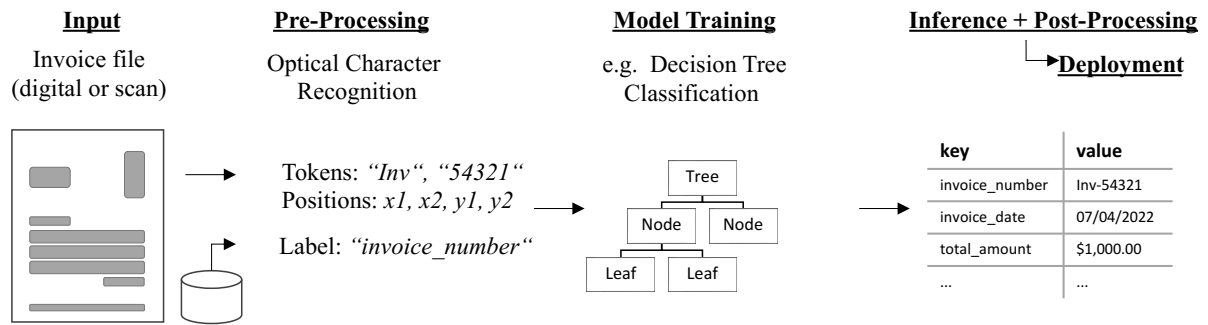 Input
Invoice file
(digital or scan)
Pre-Processing
Optical Character
Recognition
Tokens: “Inv“, “54321“
Positions: x1, x2, y1, y2
Label: “invoice_number“
Model Training
e.g. Decision Tree
Classification
Tree
Node Node
Leaf Leaf
Inference + Post-Processing
Deployment
key value
invoice_number Inv-54321
invoice_date 07/04/2022
total_amount $1,000.00
... ...